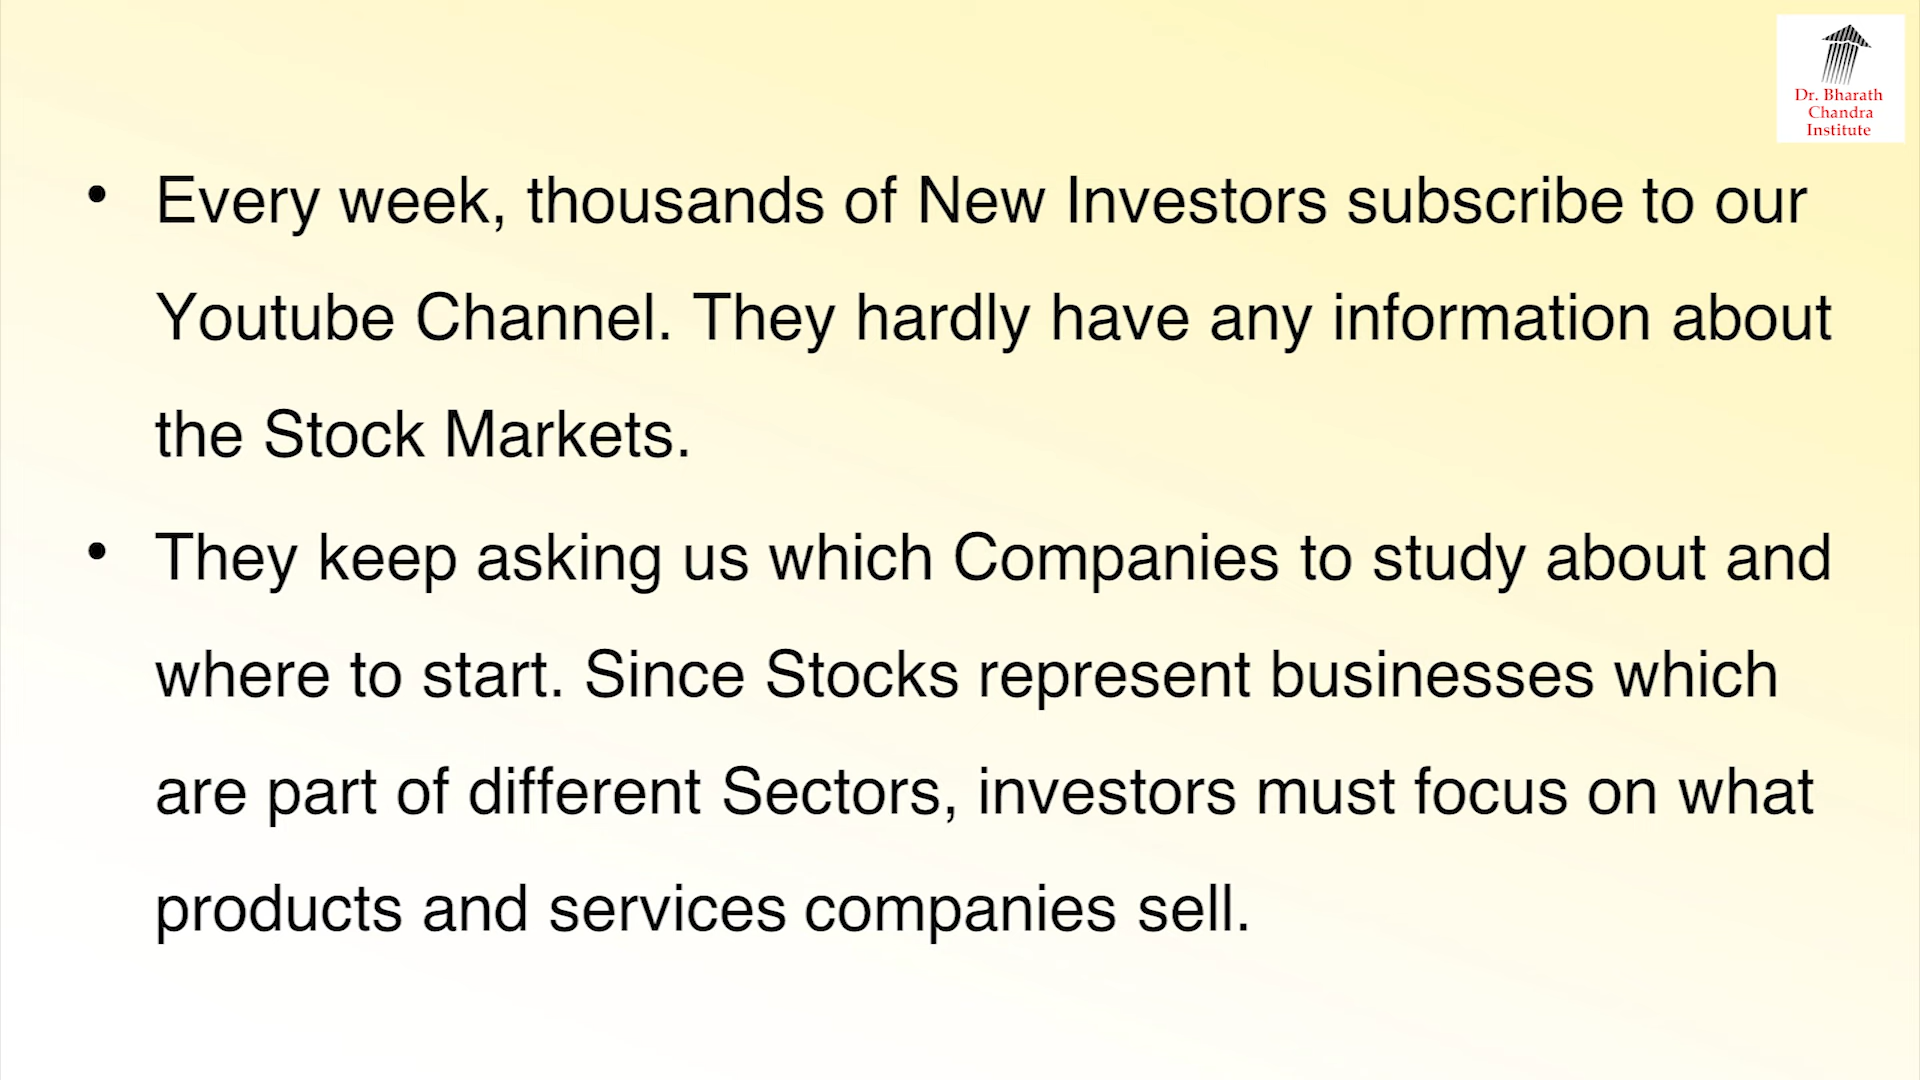 Dr. Bharath
Chandra
Institute
• Every week, thousands of New Investors subscribe to our
Youtube Channel. They hardly have any information about
the Stock Markets.
• They keep asking us which Companies to study about and
where to start. Since Stocks represent businesses which
are part of different Sectors, investors must focus on what
products and services companies sell.